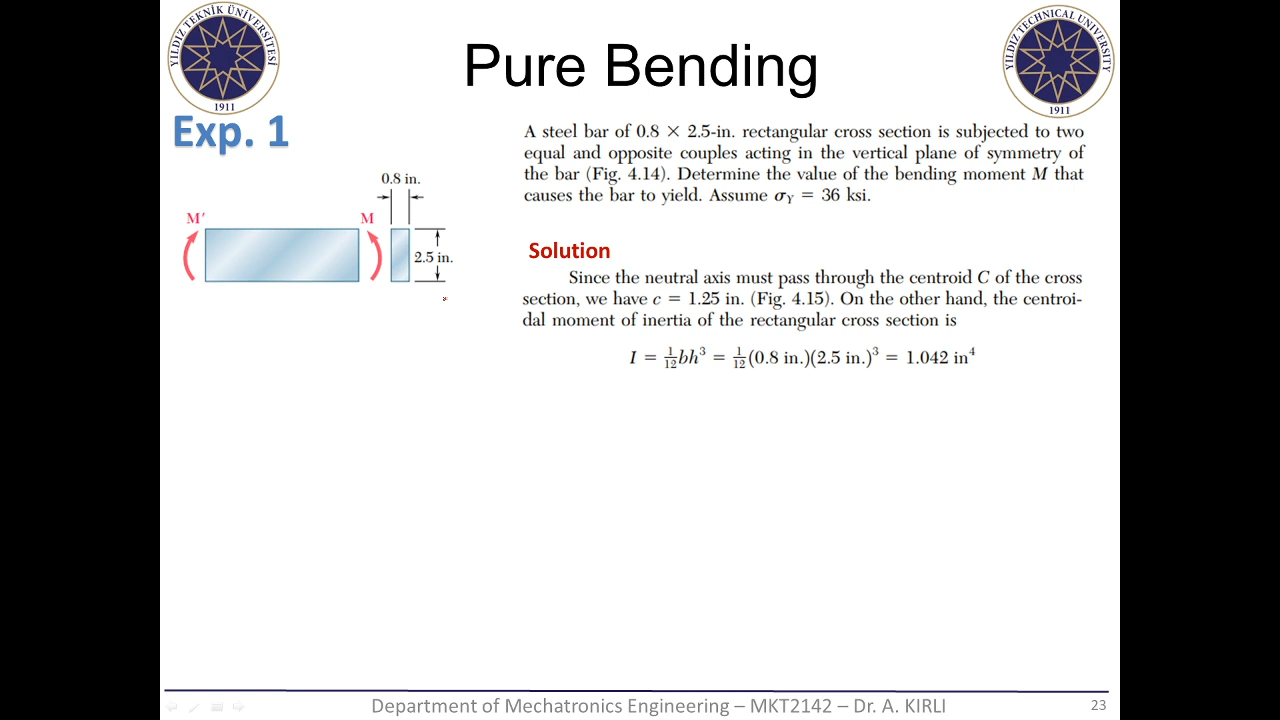 YILDIZ TEKNİK ÜNİVERSİTESİ
1911
Pure Bending
YILDIZ TECHNICAL UNIVERSITY
1911
Exp. 1
A steel bar of 0.8 × 2.5-in. rectangular cross section is subjected to two
equal and opposite couples acting in the vertical plane of symmetry of
the bar (Fig. 4.14). Determine the value of the bending moment M that
causes the bar to yield. Assume σY = 36 ksi.
0.8 in.
M'
M
2.5 in.
Solution
Since the neutral axis must pass through the centroid C of the cross
section, we have c = 1.25 in. (Fig. 4.15). On the other hand, the centroi-
dal moment of inertia of the rectangular cross section is
I = 1/12 bh³ = 1/12 (0.8 in.)(2.5 in.)³ = 1.042 in⁴
Department of Mechatronics Engineering – MKT2142 – Dr. A. KIRLI
23